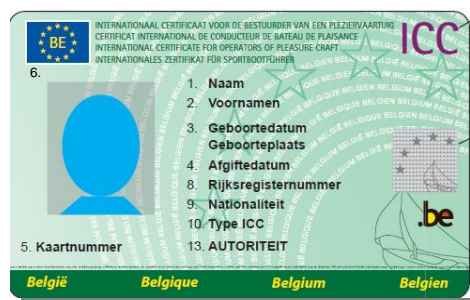 BE
INTERNATIONAAL CERTIFICAAT VOOR DE BESTUURDER VAN EEN PLEZIERVAARTUIG
CERTIFICAT INTERNATIONAL DE CONDUCTEUR DE BATEAU DE PLAISANCE
INTERNATIONAL CERTIFICATE FOR OPERATORS OF PLEASURE CRAFT
INTERNATIONALES ZERTIFIKAT FÜR SPORTBOOTFÜHRER
ICC
6.
1. Naam
2. Voornamen
3. Geboortedatum
Geboorteplaats
4. Afgiftedatum
8. Rijksregisternummer
9. Nationaliteit
10. Type ICC
.be
5. Kaartnummer
13. AUTORITEIT
België Belgique Belgium Belgien